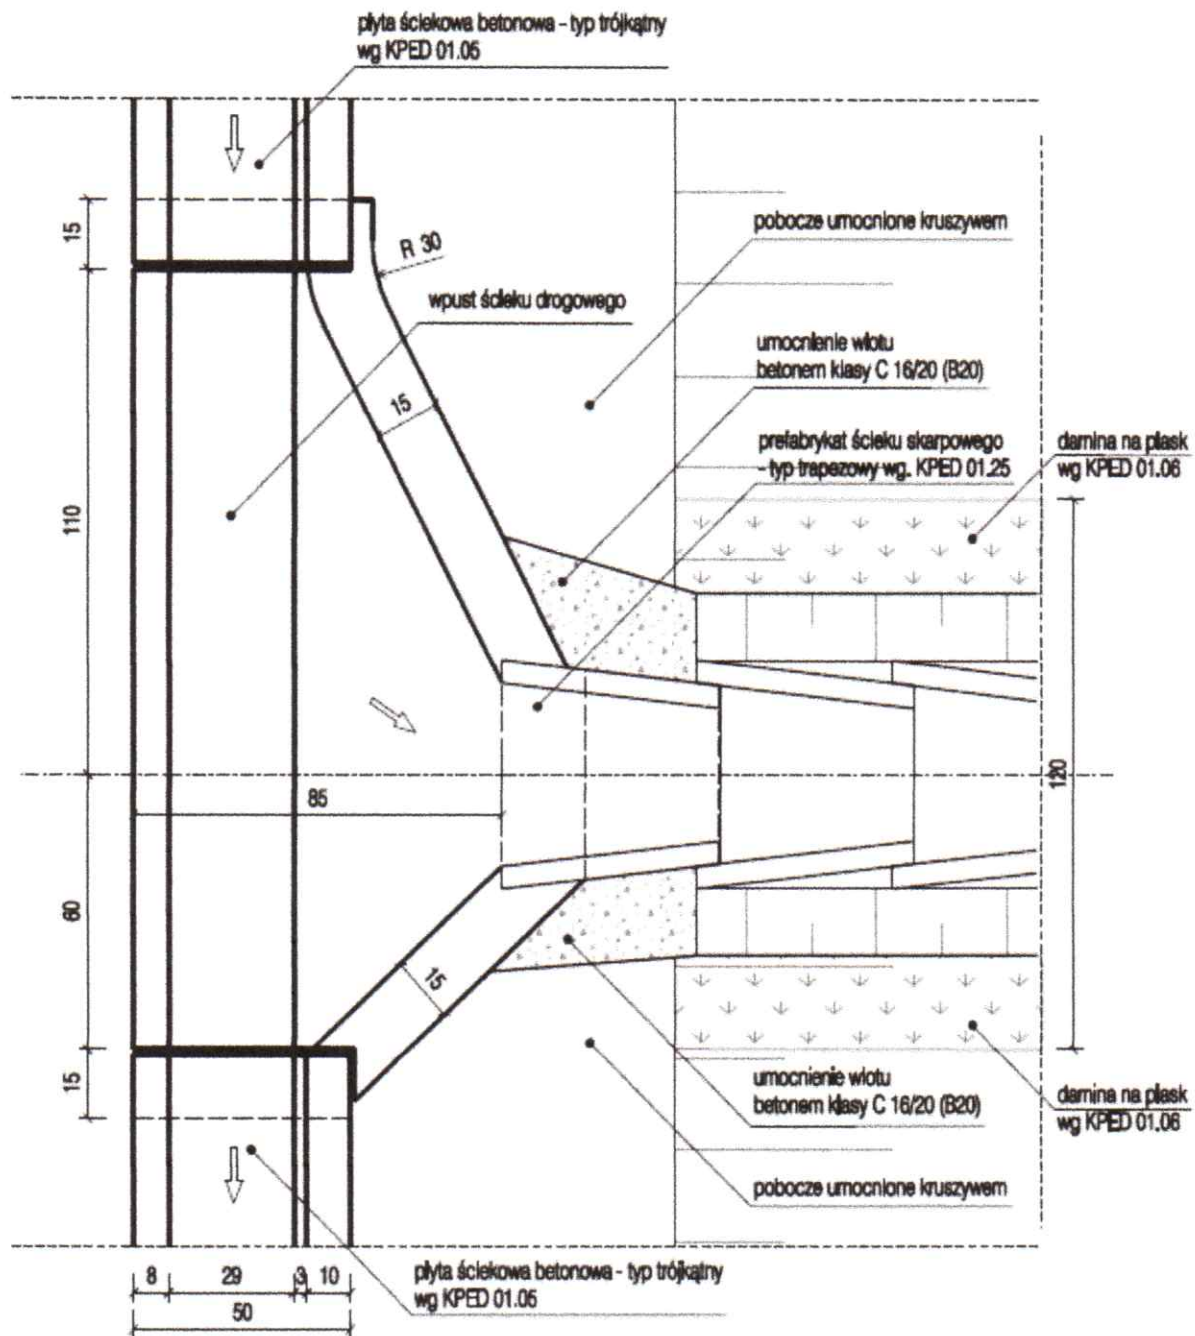 płyta ściekowa betonowa - typ trójkątny
wg KPED 01.05
15
R 30
pobocze umocnione kruszywem
wpust ścieku drogowego
umocnienie wlotu
betonem klasy C 16/20 (B20)
15
prefabrykat ścieku skarpowego
- typ trapezowy wg. KPED 01.25
darnina na piask
wg KPED 01.06
110
85
120
60
15
15
umocnienie wlotu
betonem klasy C 16/20 (B20)
darnina na piask
wg KPED 01.06
pobocze umocnione kruszywem
8 29 3 10
50
płyta ściekowa betonowa - typ trójkątny
wg KPED 01.05